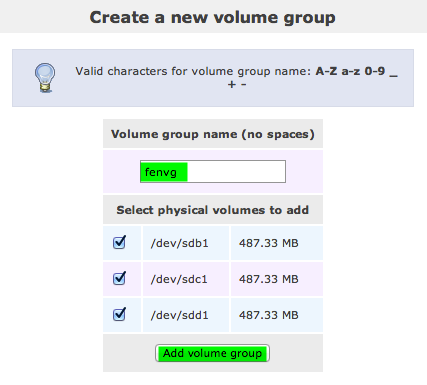 Create a new volume group
Valid characters for volume group name: A-Z a-z 0-9 _
+ -
Volume group name (no spaces)
fenvg
Select physical volumes to add
/dev/sdb1 487.33 MB
/dev/sdc1 487.33 MB
/dev/sdd1 487.33 MB
Add volume group